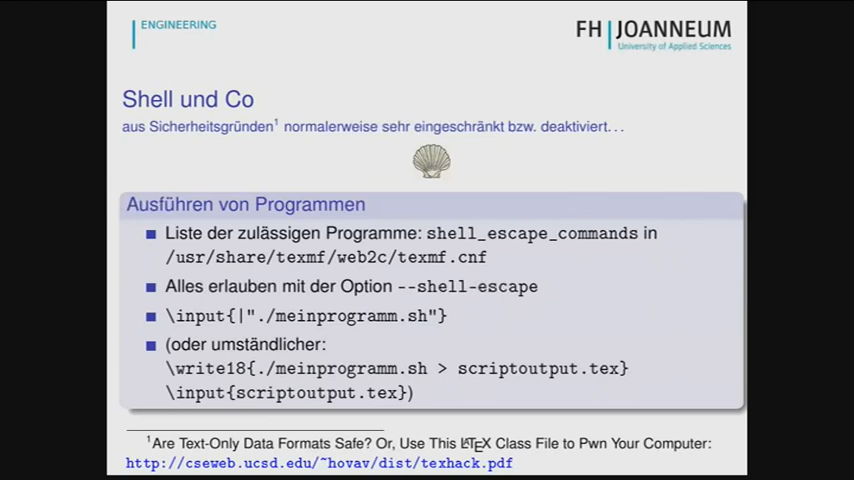 ENGINEERING
FH JOANNEUM
University of Applied Sciences
Shell und Co
aus Sicherheitsgründen¹ normalerweise sehr eingeschränkt bzw. deaktiviert...
Ausführen von Programmen
Liste der zulässigen Programme: shell_escape_commands in
/usr/share/texmf/web2c/texmf.cnf
Alles erlauben mit der Option --shell-escape
\input{|"./meinprogramm.sh"}
(oder umständlicher:
\write18{./meinprogramm.sh > scriptoutput.tex}
\input{scriptoutput.tex})
¹Are Text-Only Data Formats Safe? Or, Use This LATEX Class File to Pwn Your Computer:
http://cseweb.ucsd.edu/~hovav/dist/texhack.pdf